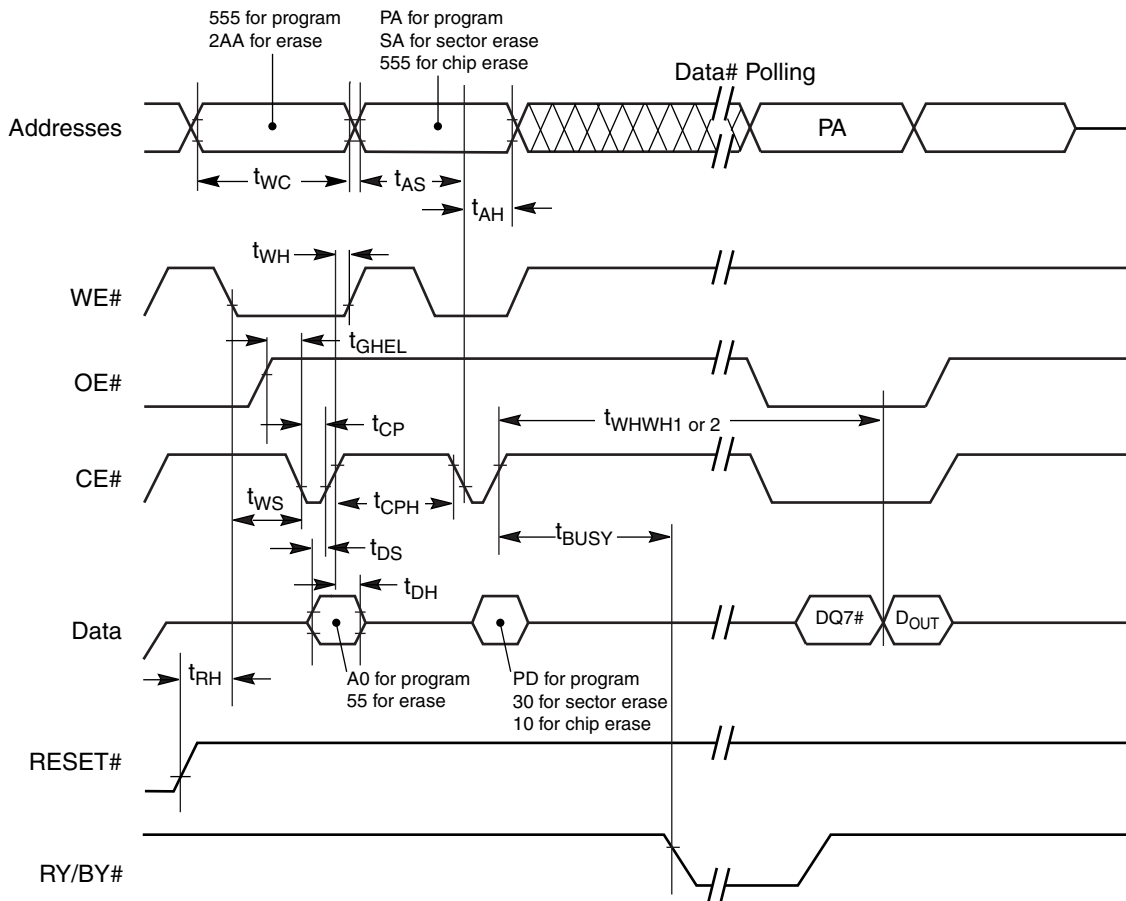 555 for program
2AA for erase
PA for program
SA for sector erase
555 for chip erase
Data# Polling
Addresses
PA
tWC
tAS
tAH
tWH
WE#
tGHEL
OE#
tWHWH1 or 2
tCP
CE#
tWS
tCPH
tBUSY
tDS
tDH
Data
DQ7#
DOUT
tRH
A0 for program
55 for erase
PD for program
30 for sector erase
10 for chip erase
RESET#
RY/BY#